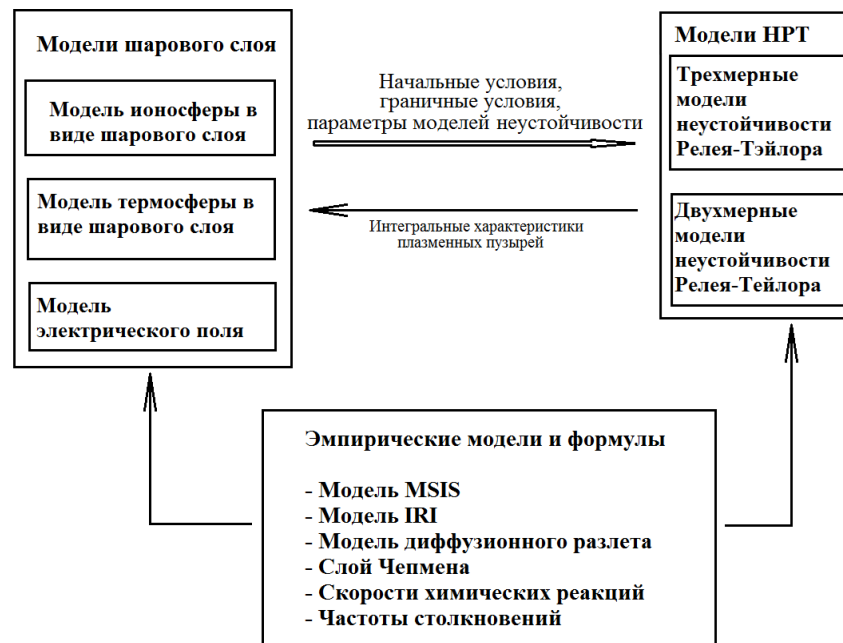 Модели шарового слоя
Модель ионосферы в
виде шарового слоя
Модель термосферы в
виде шарового слоя
Модель
электрического поля
Начальные условия,
граничные условия,
параметры моделей неустойчивости
Интегральные характеристики
плазменных пузырей
Модели НРТ
Трехмерные
модели
неустойчивости
Релея-Тэйлора
Двухмерные
модели
неустойчивости
Релея-Тейлора
Эмпирические модели и формулы
- Модель MSIS
- Модель IRI
- Модель диффузионного разлета
- Слой Чепмена
- Скорости химических реакций
- Частоты столкновений